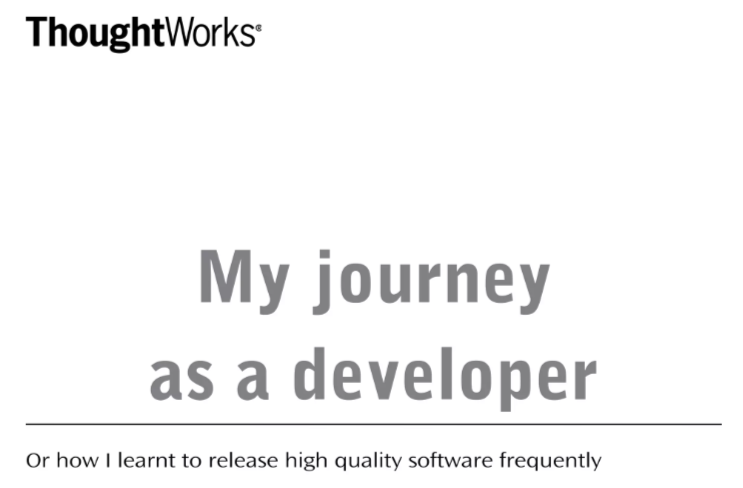 ThoughtWorks®
My journey
as a developer
Or how I learnt to release high quality software frequently